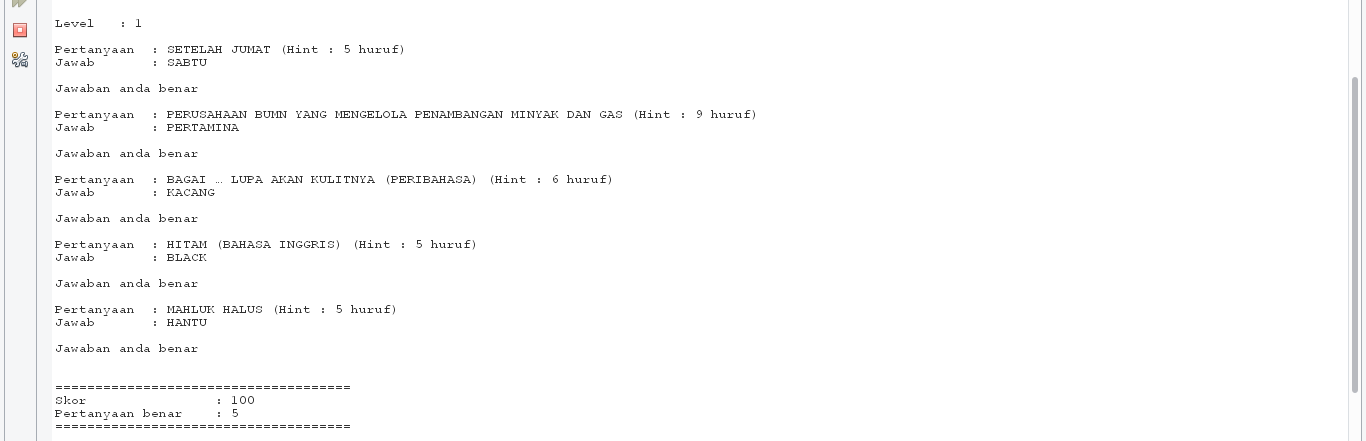 Level   : 1
Pertanyaan  : SETELAH JUMAT (Hint : 5 huruf)
Jawab       : SABTU
Jawaban anda benar
Pertanyaan  : PERUSAHAAN BUMN YANG MENGELOLA PENAMBANGAN MINYAK DAN GAS (Hint : 9 huruf)
Jawab       : PERTAMINA
Jawaban anda benar
Pertanyaan  : BAGAI … LUPA AKAN KULITNYA (PERIBAHASA) (Hint : 6 huruf)
Jawab       : KACANG
Jawaban anda benar
Pertanyaan  : HITAM (BAHASA INGGRIS) (Hint : 5 huruf)
Jawab       : BLACK
Jawaban anda benar
Pertanyaan  : MAHLUK HALUS (Hint : 5 huruf)
Jawab       : HANTU
Jawaban anda benar
=====================================
Skor                : 100
Pertanyaan benar    : 5
=====================================